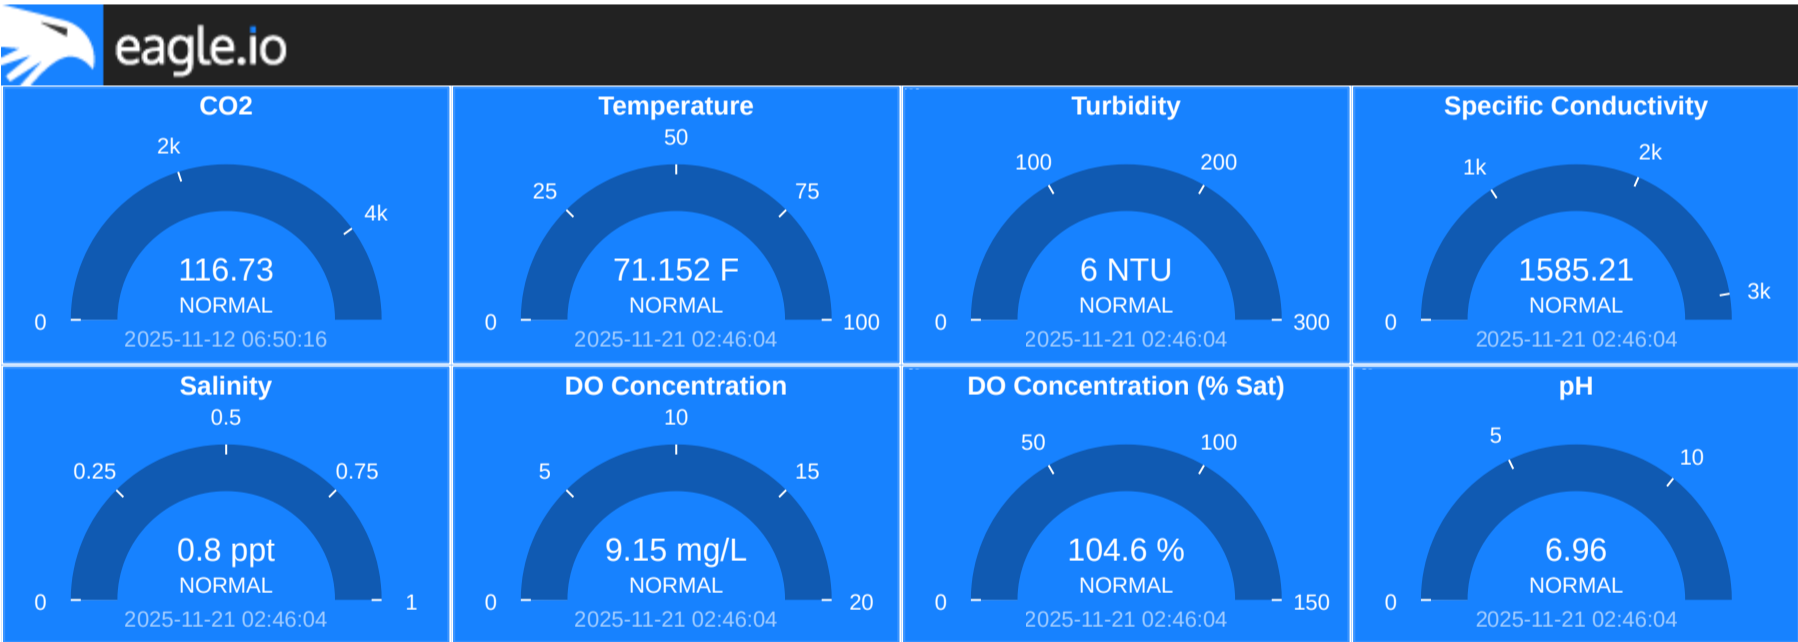 eagle.io
CO2
2k
4k
0
116.73
NORMAL
2025-11-12 06:50:16
Temperature
50
25
75
0
100
71.152 F
NORMAL
2025-11-21 02:46:04
Turbidity
100
200
0
300
6 NTU
NORMAL
2025-11-21 02:46:04
Specific Conductivity
1k
2k
3k
0
1585.21
NORMAL
2025-11-21 02:46:04
Salinity
0.5
0.25
0.75
0
1
0.8 ppt
NORMAL
2025-11-21 02:46:04
DO Concentration
10
5
15
0
20
9.15 mg/L
NORMAL
2025-11-21 02:46:04
DO Concentration (% Sat)
50
100
0
150
104.6 %
NORMAL
2025-11-21 02:46:04
pH
5
10
0
6.96
NORMAL
2025-11-21 02:46:04